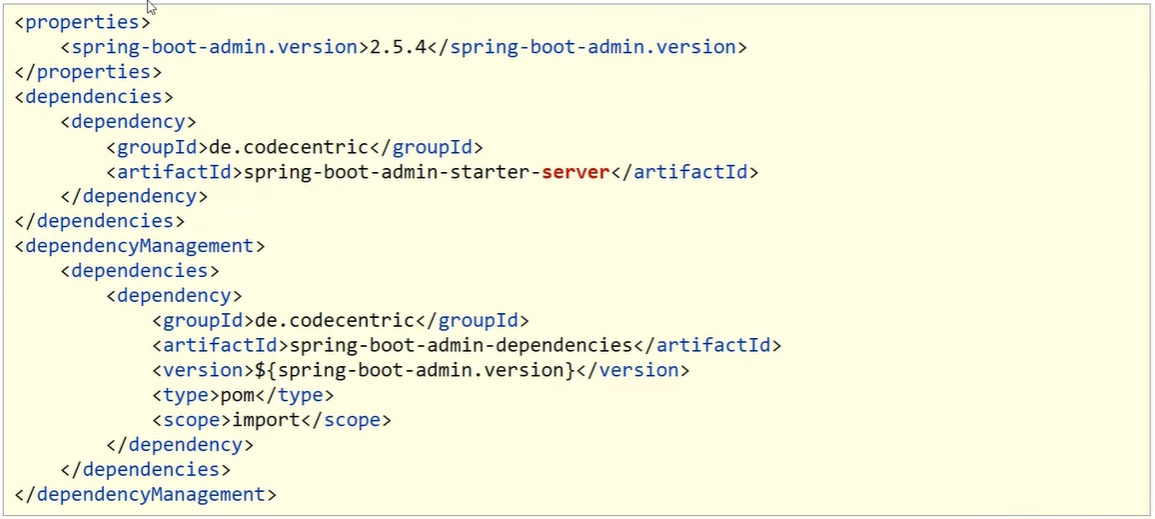 <properties>
    <spring-boot-admin.version>2.5.4</spring-boot-admin.version>
</properties>
<dependencies>
    <dependency>
        <groupId>de.codecentric</groupId>
        <artifactId>spring-boot-admin-starter-server</artifactId>
    </dependency>
</dependencies>
<dependencyManagement>
    <dependencies>
        <dependency>
            <groupId>de.codecentric</groupId>
            <artifactId>spring-boot-admin-dependencies</artifactId>
            <version>${spring-boot-admin.version}</version>
            <type>pom</type>
            <scope>import</scope>
        </dependency>
    </dependencies>
</dependencyManagement>